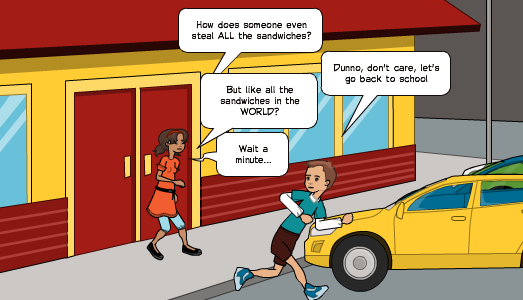 How does someone even
steal ALL the sandwiches?
Dunno, don't care, let's
go back to school
But like all the
sandwiches in the
WORLD?
Wait a
minute...